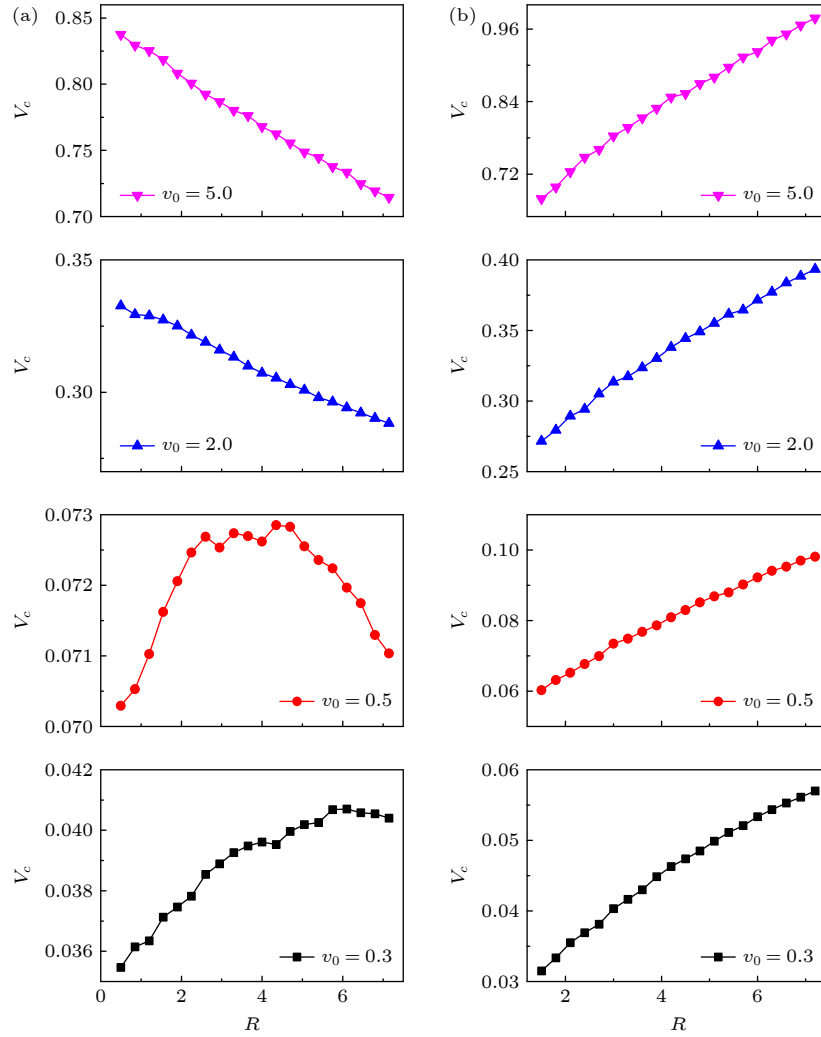 (a)
0.85
0.80
0.75
0.70
V_c
v_0 = 5.0
(b)
0.96
0.84
0.72
V_c
v_0 = 5.0
0.35
0.30
V_c
v_0 = 2.0
0.40
0.35
0.30
0.25
V_c
v_0 = 2.0
0.073
0.072
0.071
0.070
V_c
v_0 = 0.5
0.10
0.08
0.06
V_c
v_0 = 0.5
0.042
0.040
0.038
0.036
V_c
v_0 = 0.3
0 2 4 6
R
0.06
0.05
0.04
0.03
V_c
v_0 = 0.3
2 4 6
R